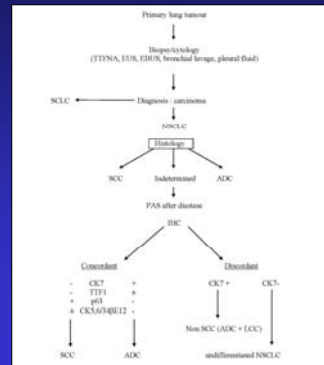 Primary lung tumour
Biopsy/cytology
(TTFNA, EUS, EBUS, bronchial lavage, pleural fluid)
SCLC Diagnosis : carcinoma
NSCLC
Histology
SCC Indetermined ADC
PAS after diastase
IHC
Concordant Discordant
- CK7 + CK7 + CK7-
- TTF1 +
+ p63 -
+ CK5,6/34βE12 -
Non SCC (ADC + LCC)
SCC ADC undifferentiated NSCLC